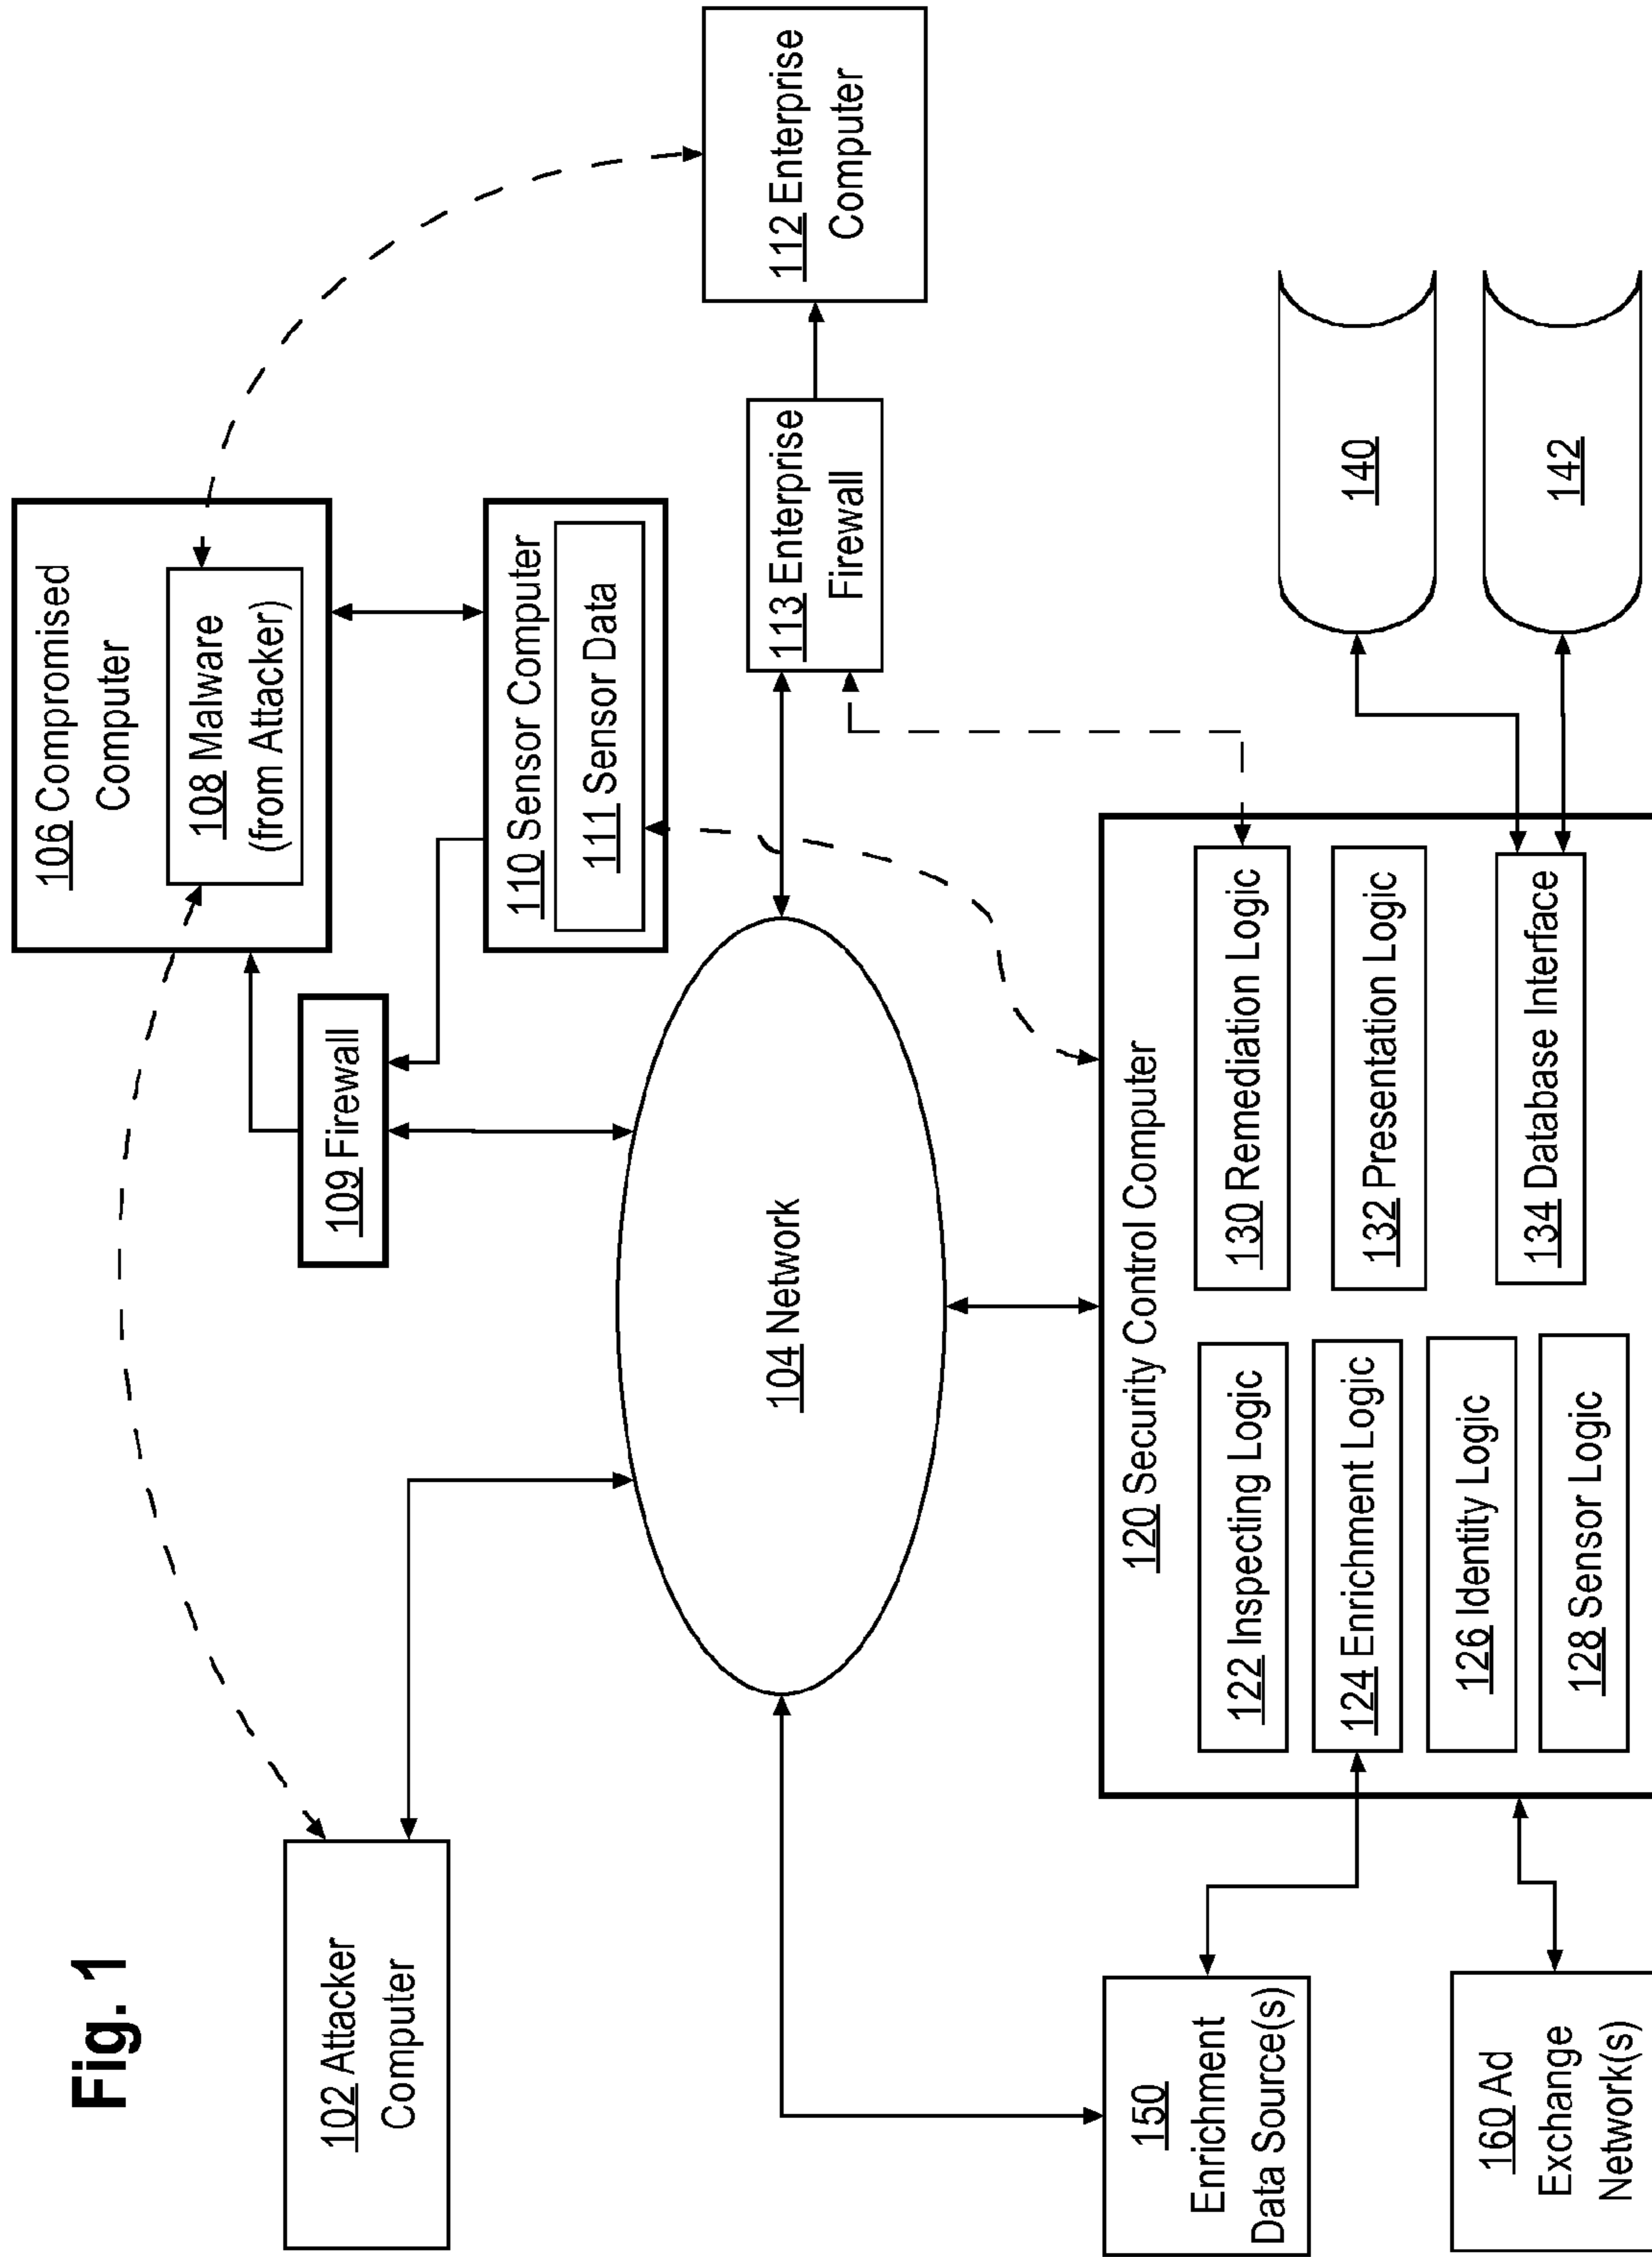 Fig. 1
102 Attacker
Computer
106 Compromised
Computer
108 Malware
(from Attacker)
109 Firewall
110 Sensor Computer
111 Sensor Data
104 Network
113 Enterprise
Firewall
112 Enterprise
Computer
150
Enrichment
Data Source(s)
160 Ad
Exchange
Network(s)
120 Security Control Computer
122 Inspecting Logic
124 Enrichment Logic
126 Identity Logic
128 Sensor Logic
130 Remediation Logic
132 Presentation Logic
134 Database Interface
140
142